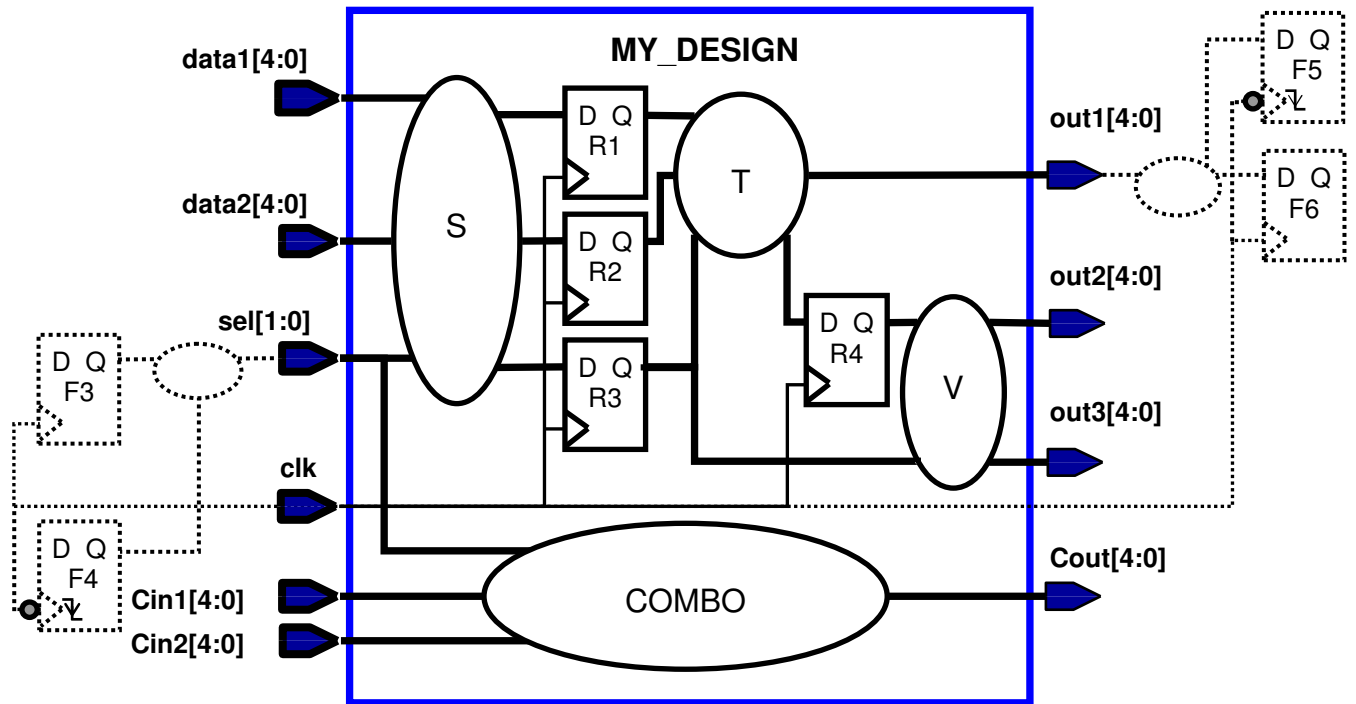 MY_DESIGN
data1[4:0]
data2[4:0]
sel[1:0]
clk
Cin1[4:0]
Cin2[4:0]
D Q
F3
D Q
F4
S
D Q
R1
D Q
R2
D Q
R3
T
D Q
R4
V
COMBO
out1[4:0]
out2[4:0]
out3[4:0]
Cout[4:0]
D Q
F5
D Q
F6